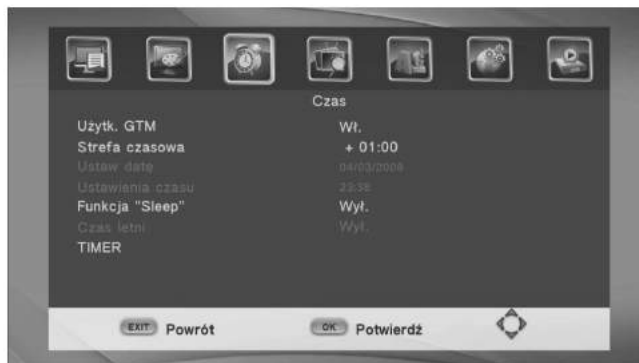 Czas
Użytk. GTM Wł.
Strefa czasowa + 01:00
Ustaw datę 04/03/2008
Ustawienia czasu 23:38
Funkcja "Sleep" Wył.
Czas letni Wył.
TIMER
EXIT Powrót OK Potwierdź